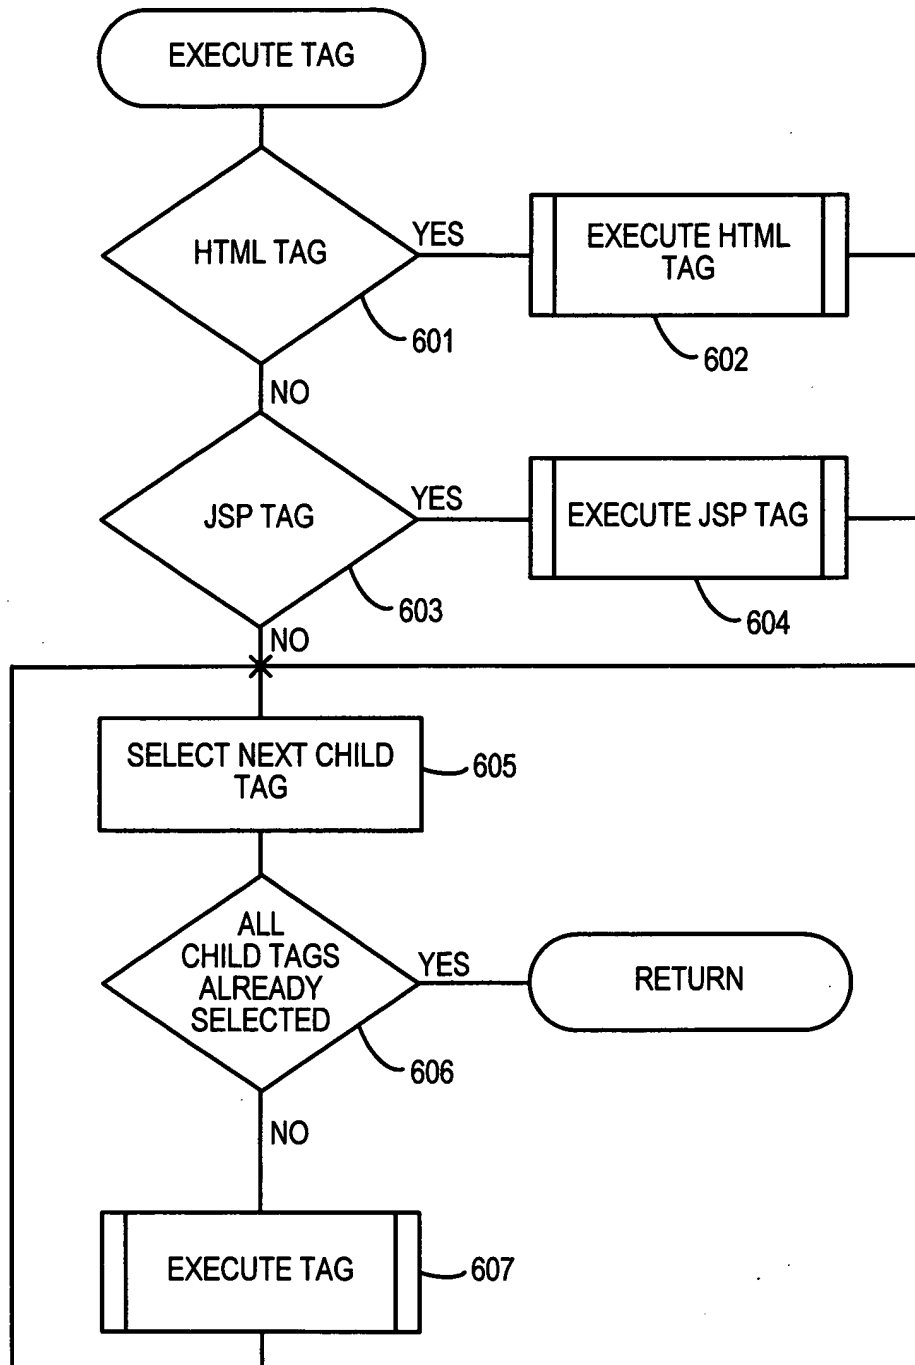 EXECUTE TAG
HTML TAG
YES
EXECUTE HTML
TAG
601
602
NO
JSP TAG
YES
EXECUTE JSP TAG
603
604
NO
SELECT NEXT CHILD
TAG
605
ALL
CHILD TAGS
ALREADY
SELECTED
YES
RETURN
606
NO
EXECUTE TAG
607